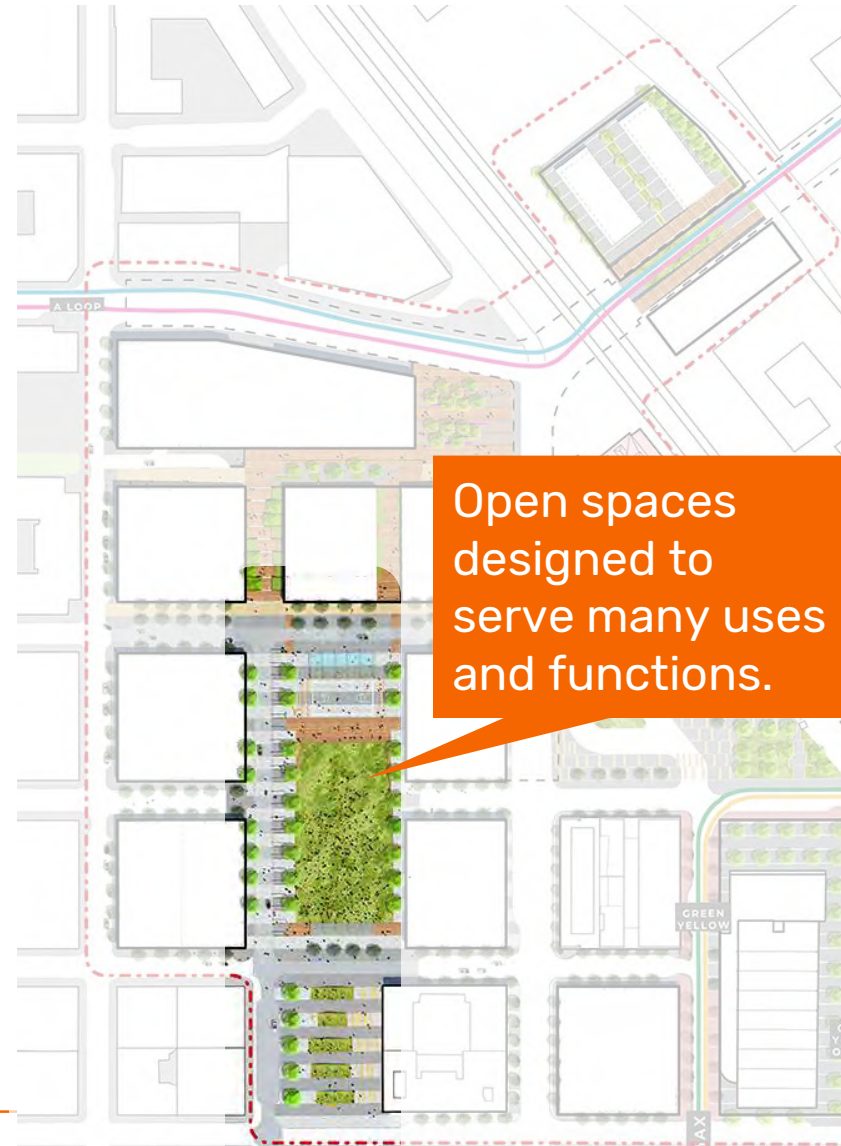 A LOOP
Open spaces
designed to
serve many uses
and functions.
GREEN
YELLOW